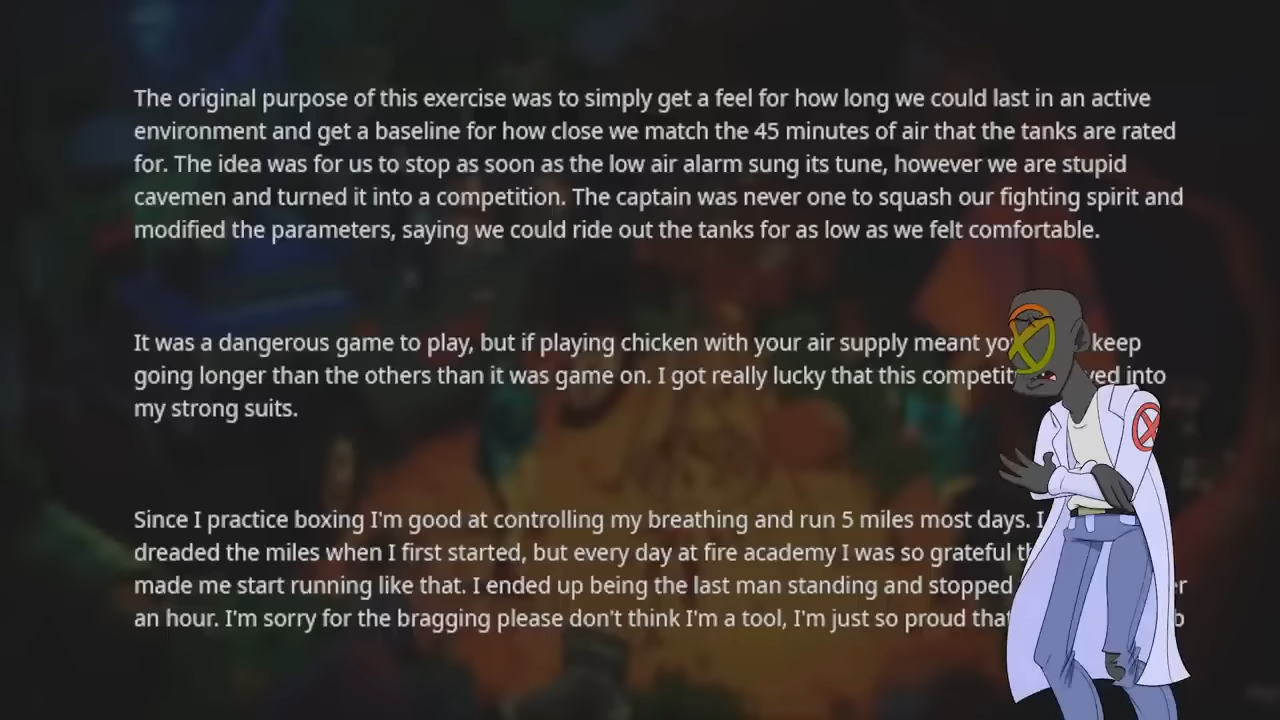 The original purpose of this exercise was to simply get a feel for how long we could last in an active
environment and get a baseline for how close we match the 45 minutes of air that the tanks are rated
for. The idea was for us to stop as soon as the low air alarm sung its tune, however we are stupid
cavemen and turned it into a competition. The captain was never one to squash our fighting spirit and
modified the parameters, saying we could ride out the tanks for as low as we felt comfortable.
It was a dangerous game to play, but if playing chicken with your air supply meant keep
going longer than the others than it was game on. I got really lucky that this into
my strong suits.
Since I practice boxing I'm good at controlling my breathing and run 5 miles most days. I
dreaded the miles when I first started, but every day at fire academy I was so grateful
made me start running like that. I ended up being the last man standing and stopped
an hour. I'm sorry for the bragging please don't think I'm a tool, I'm just so proud